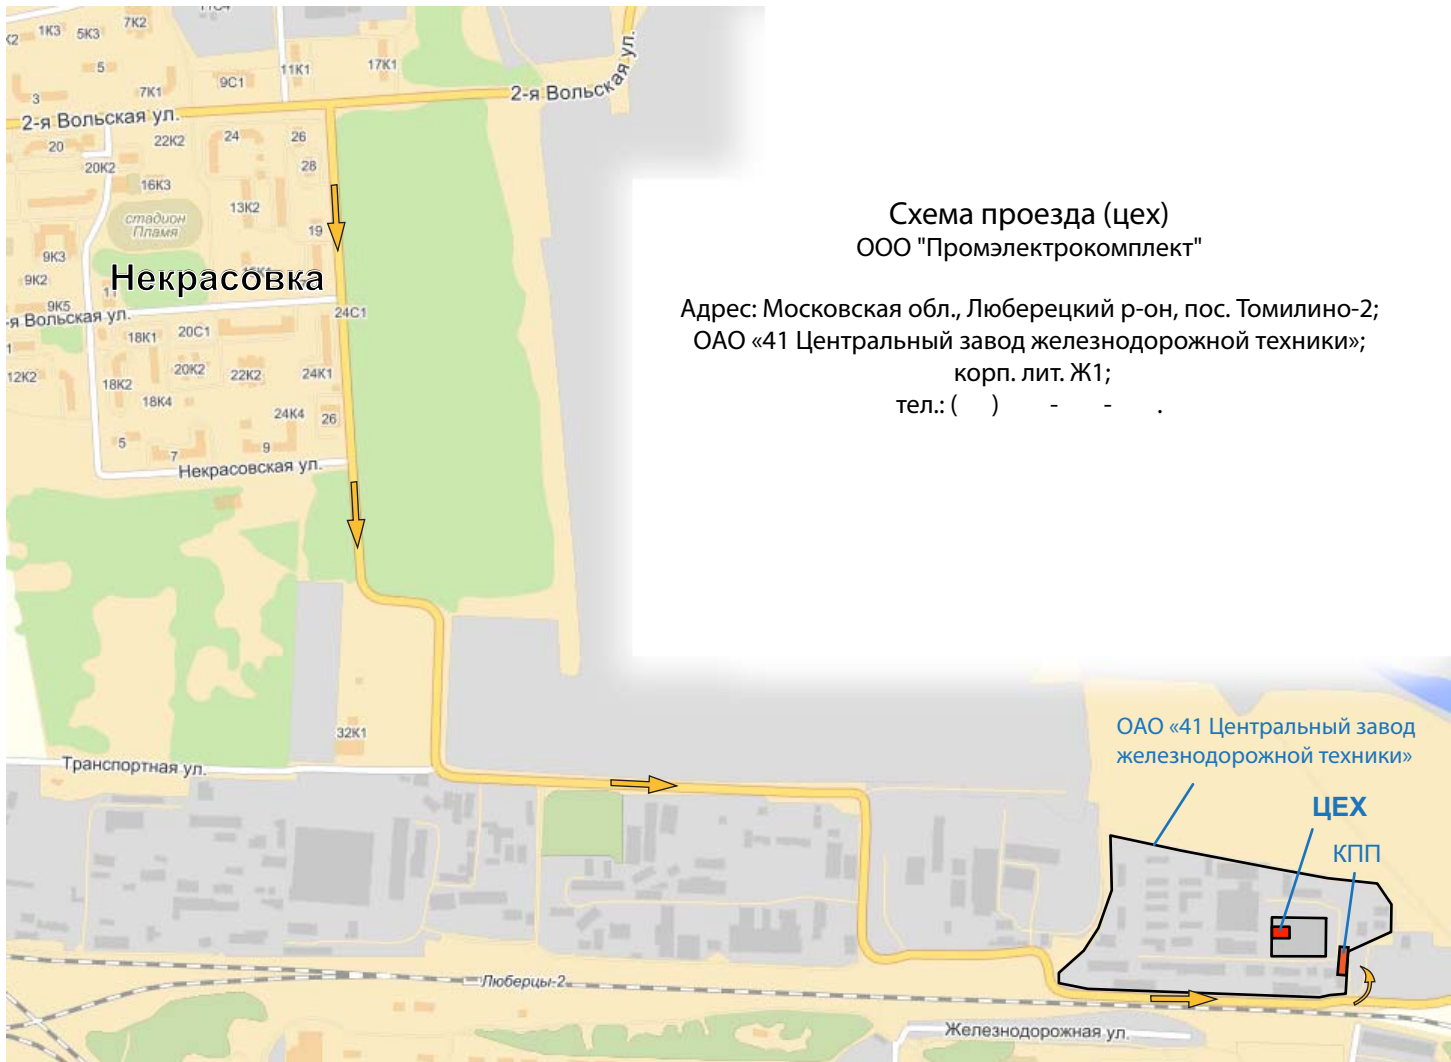 7К2
1К3
5К3
5
3
7К1
9С1
11К1
17К1
2-я Вольская ул.
2-я Вольская ул.
20
22К2
24
26
20К2
28
16К3
13К2
стадион
Пламя
19
9К3
9К2
Некрасовка
11
9К5
24С1
-я Вольская ул.
18К1
20С1
12К2
18К2
20К2
22К2
24К1
18К4
24К4
26
5
7
9
Некрасовская ул.
32К1
Транспортная ул.
Люберцы-2
Железнодорожная ул.
Схема проезда (цех)
ООО "Промэлектрокомплект"
Адрес: Московская обл., Люберецкий р-он, пос. Томилино-2;
ОАО «41 Центральный завод железнодорожной техники»;
корп. лит. Ж1;
тел.: ( ) - - .
ОАО «41 Центральный завод
железнодорожной техники»
ЦЕХ
КПП